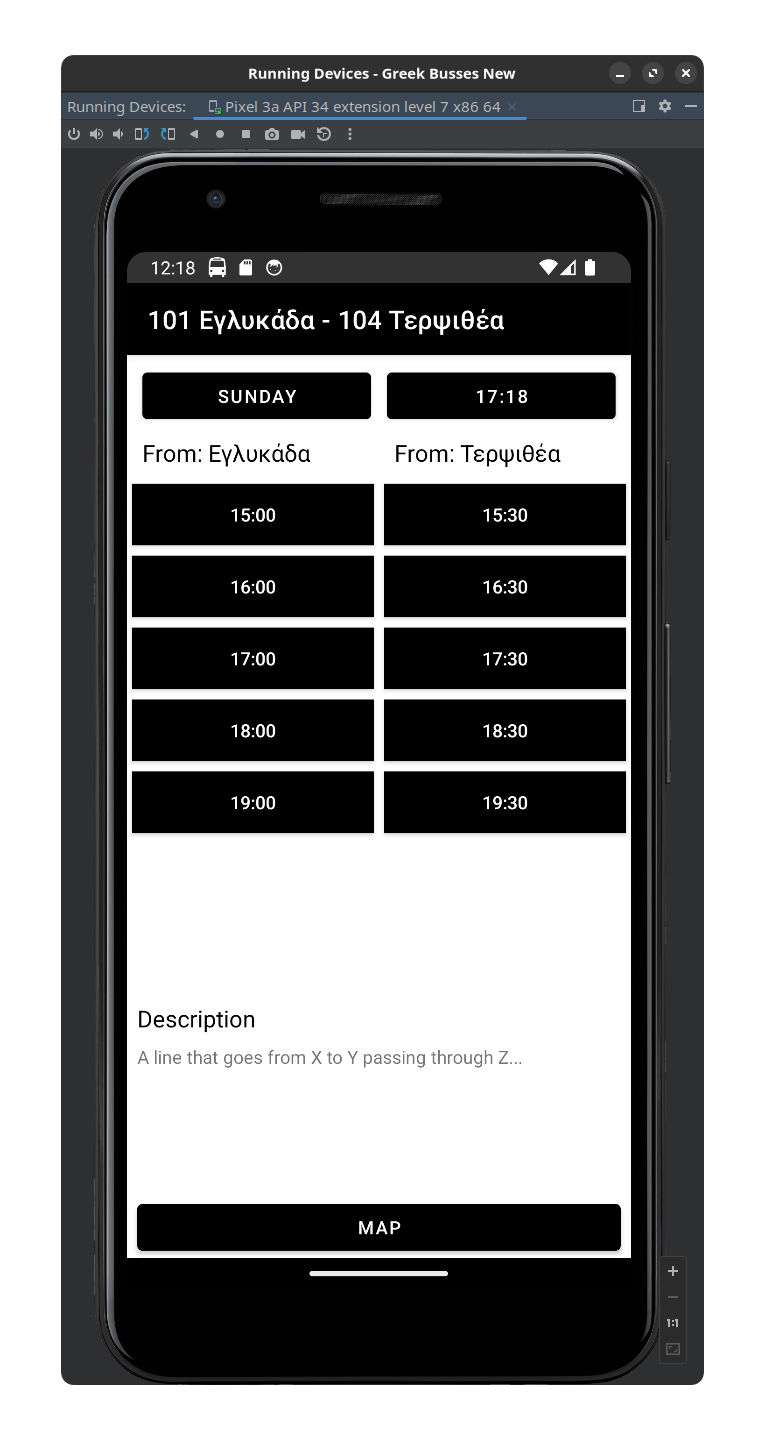 Running Devices - Greek Busses New
Running Devices: Pixel 3a API 34 extension level 7 x86 64
12:18
101 Εγλυκάδα - 104 Τερψιθέα
SUNDAY 17:18
From: Εγλυκάδα From: Τερψιθέα
15:00 15:30
16:00 16:30
17:00 17:30
18:00 18:30
19:00 19:30
Description
A line that goes from X to Y passing through Z...
MAP
1:1